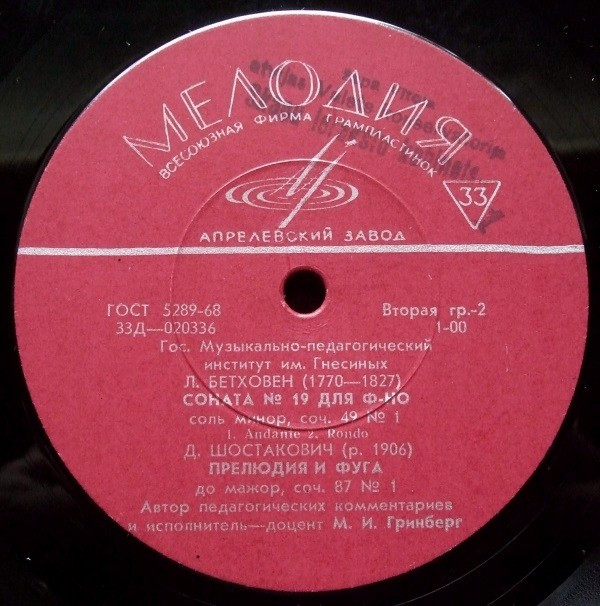 МЕЛОДИЯ
ВСЕСОЮЗНАЯ ФИРМА ГРАМПЛАСТИНОК
33
АПРЕЛЕВСКИЙ ЗАВОД
ГОСТ 5289-68 Вторая гр.-2
33Д—020336 1-00
Гос. Музыкально-педагогический
институт им. Гнесиных
Л. БЕТХОВЕН (1770—1827)
СОНАТА № 19 ДЛЯ Ф-НО
соль минор, соч. 49 № 1
1. Andante 2. Rondo
Д. ШОСТАКОВИЧ (р. 1906)
ПРЕЛЮДИЯ И ФУГА
до мажор, соч. 87 № 1
Автор педагогических комментариев
и исполнитель—доцент М. И. Гринберг